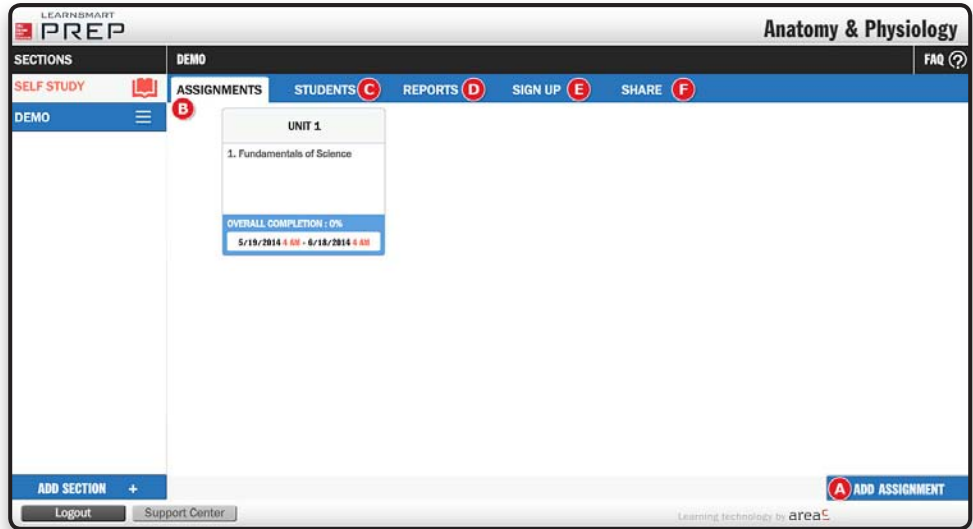 LEARNSMART
PREP
Anatomy & Physiology
SECTIONS
DEMO
FAQ ?
SELF STUDY
ASSIGNMENTS
STUDENTS C
REPORTS D
SIGN UP E
SHARE F
DEMO
B
UNIT 1
1. Fundamentals of Science
OVERALL COMPLETION : 0%
5/19/2014 4 AM - 6/18/2014 4 AM
ADD SECTION +
A ADD ASSIGNMENT
Logout
Support Center
Learning technology by area9